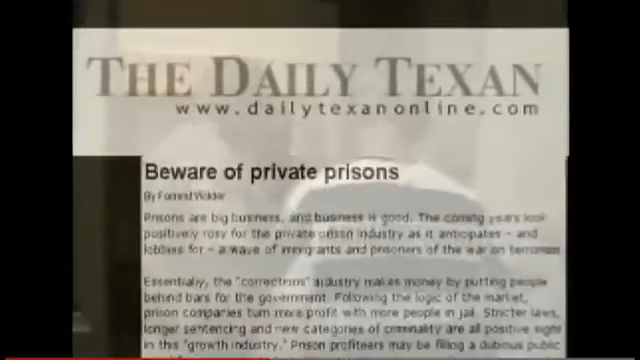 THE DAILY TEXAN
www.dailytexanonline.com
Beware of private prisons
By Forrest Wilder
Prisons are big business, and business is good. The coming years look
positively rosy for the private prison industry as it anticipates – and
lobbies for – a wave of immigrants and prisoners of the war on terrorism
Essentially, the "corrections" industry makes money by putting people
behind bars for the government. Following the logic of the market,
prison companies turn more profit with more people in jail. Stricter laws,
longer sentencing and new categories of criminality are all positive signs
in this "growth industry." Prison profiteers may be filling a dubious public